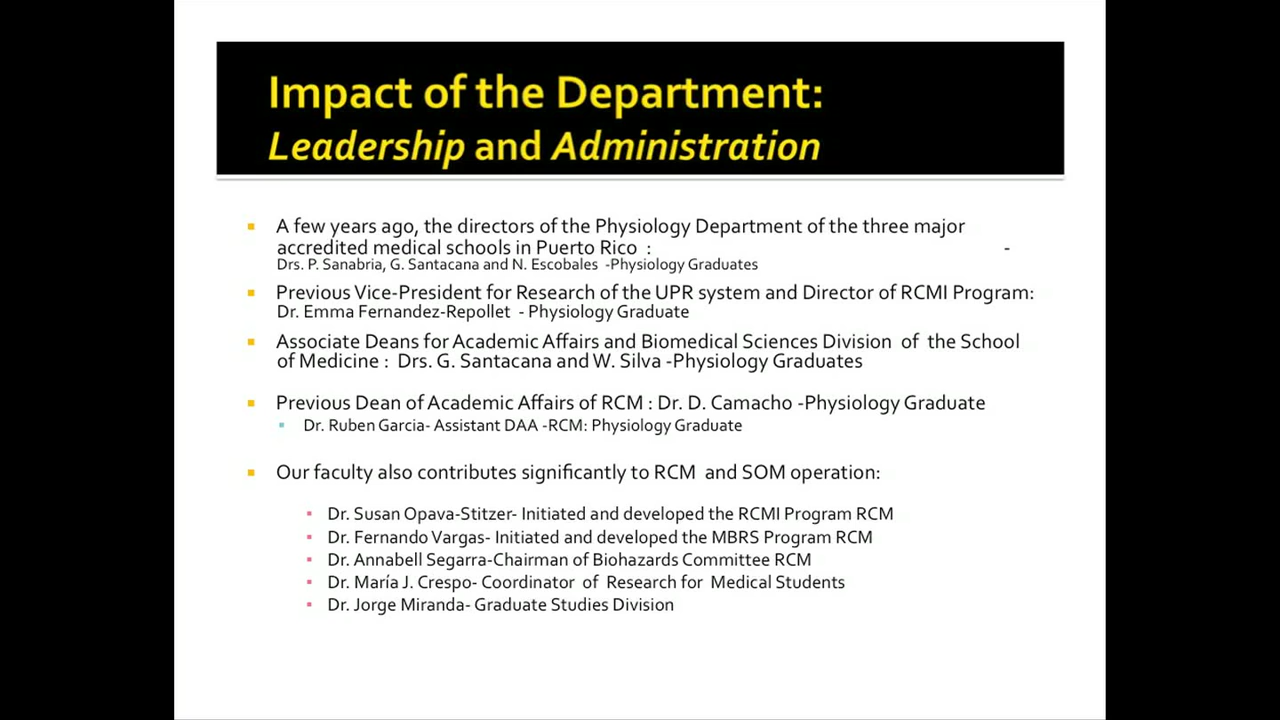 Impact of the Department:
Leadership and Administration
A few years ago, the directors of the Physiology Department of the three major
accredited medical schools in Puerto Rico : -
Drs. P. Sanabria, G. Santacana and N. Escobales -Physiology Graduates
Previous Vice-President for Research of the UPR system and Director of RCMI Program:
Dr. Emma Fernandez-Repollet - Physiology Graduate
Associate Deans for Academic Affairs and Biomedical Sciences Division of the School
of Medicine : Drs. G. Santacana and W. Silva -Physiology Graduates
Previous Dean of Academic Affairs of RCM : Dr. D. Camacho -Physiology Graduate
Dr. Ruben Garcia- Assistant DAA -RCM: Physiology Graduate
Our faculty also contributes significantly to RCM and SOM operation:
Dr. Susan Opava-Stitzer- Initiated and developed the RCMI Program RCM
Dr. Fernando Vargas- Initiated and developed the MBRS Program RCM
Dr. Annabell Segarra-Chairman of Biohazards Committee RCM
Dr. María J. Crespo- Coordinator of Research for Medical Students
Dr. Jorge Miranda- Graduate Studies Division